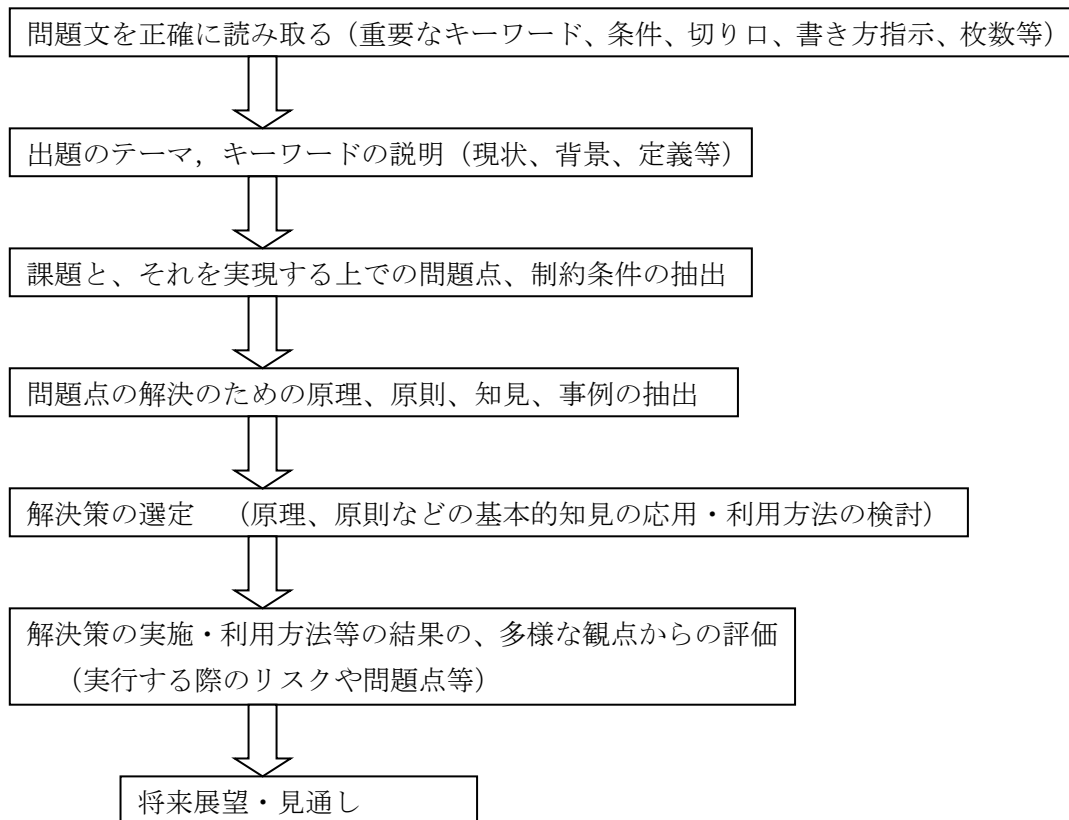 問題文を正確に読み取る（重要なキーワード、条件、切り口、書き方指示、枚数等）
出題のテーマ，キーワードの説明（現状、背景、定義等）
課題と、それを実現する上での問題点、制約条件の抽出
問題点の解決のための原理、原則、知見、事例の抽出
解決策の選定　（原理、原則などの基本的知見の応用・利用方法の検討）
解決策の実施・利用方法等の結果の、多様な観点からの評価
（実行する際のリスクや問題点等）
将来展望・見通し